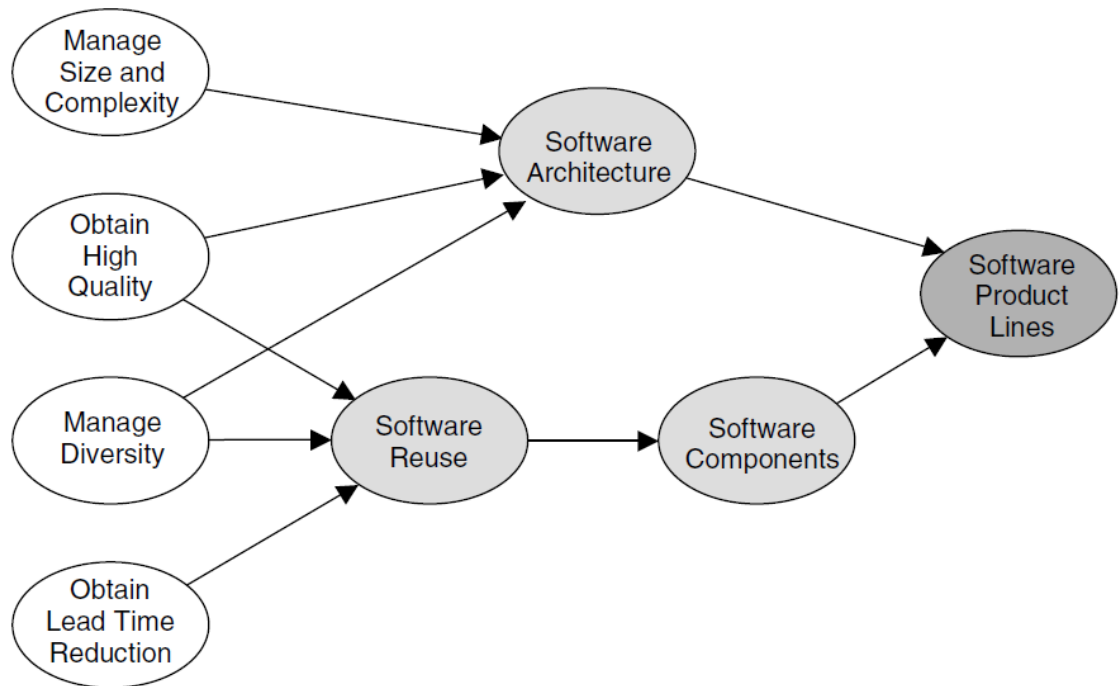 Manage
Size and
Complexity
Software
Architecture
Obtain
High
Quality
Software
Product
Lines
Manage
Diversity
Software
Reuse
Software
Components
Obtain
Lead Time
Reduction